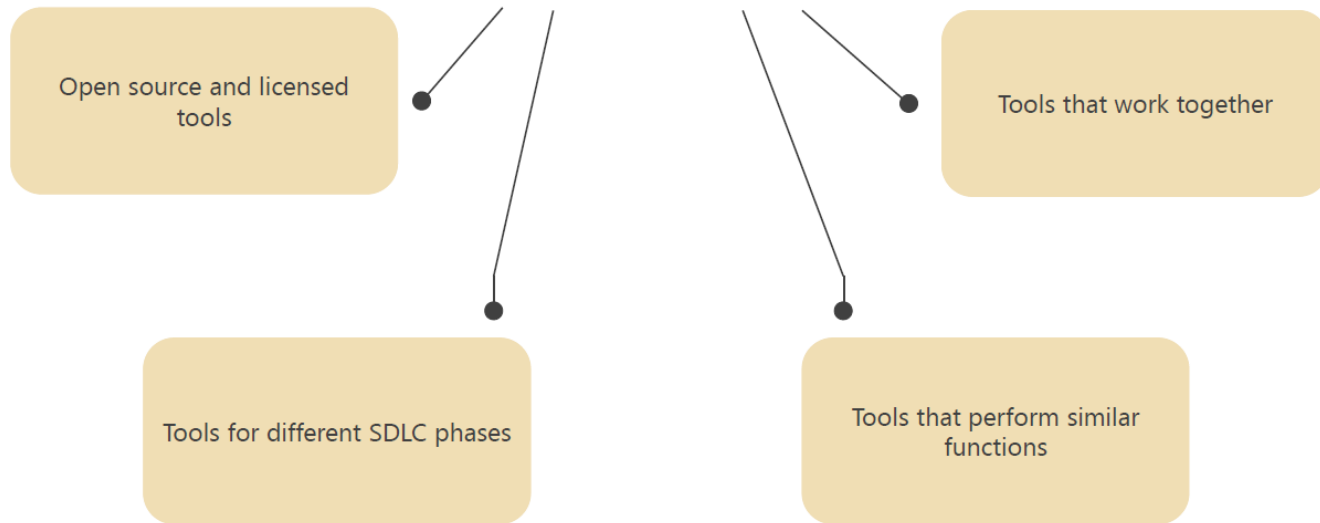 Open source and licensed
tools
Tools that work together
Tools for different SDLC phases
Tools that perform similar
functions